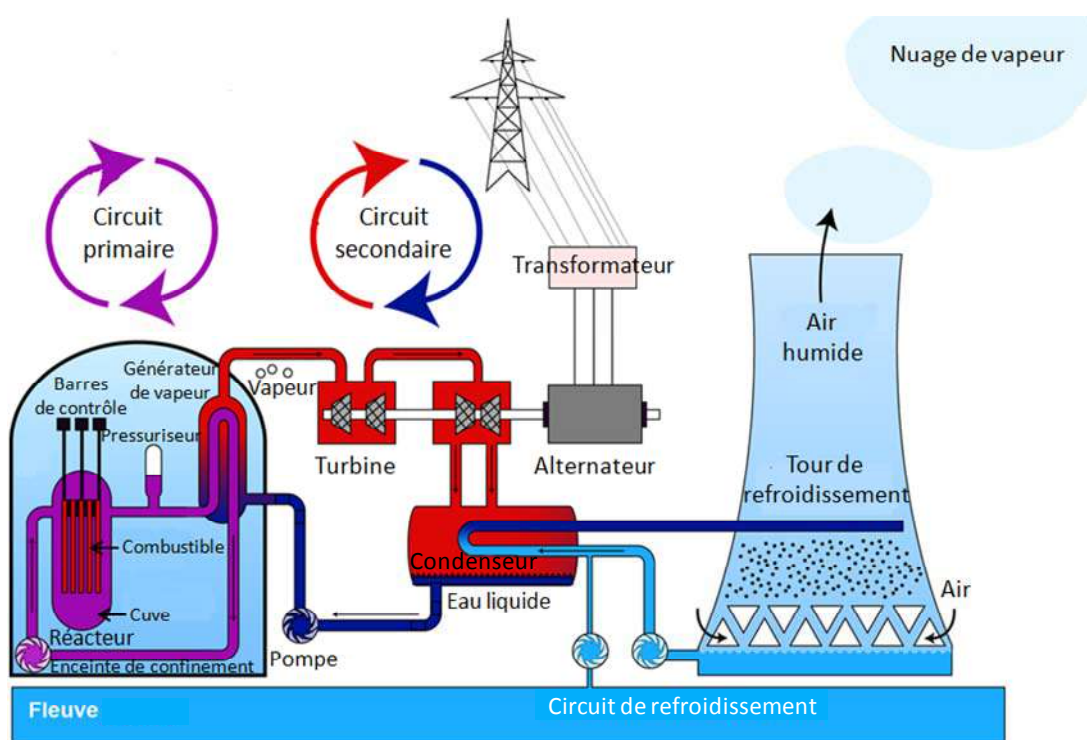 Nuage de vapeur
Circuit
primaire
Circuit
secondaire
Transformateur
Air
humide
Générateur
de vapeur
Barres
de contrôle
Vapeur
Pressuriseur
Turbine
Alternateur
Tour de
refroidissement
Combustible
Condenseur
Air
Cuve
Eau liquide
Réacteur
Pompe
Enceinte de confinement
Fleuve
Circuit de refroidissement